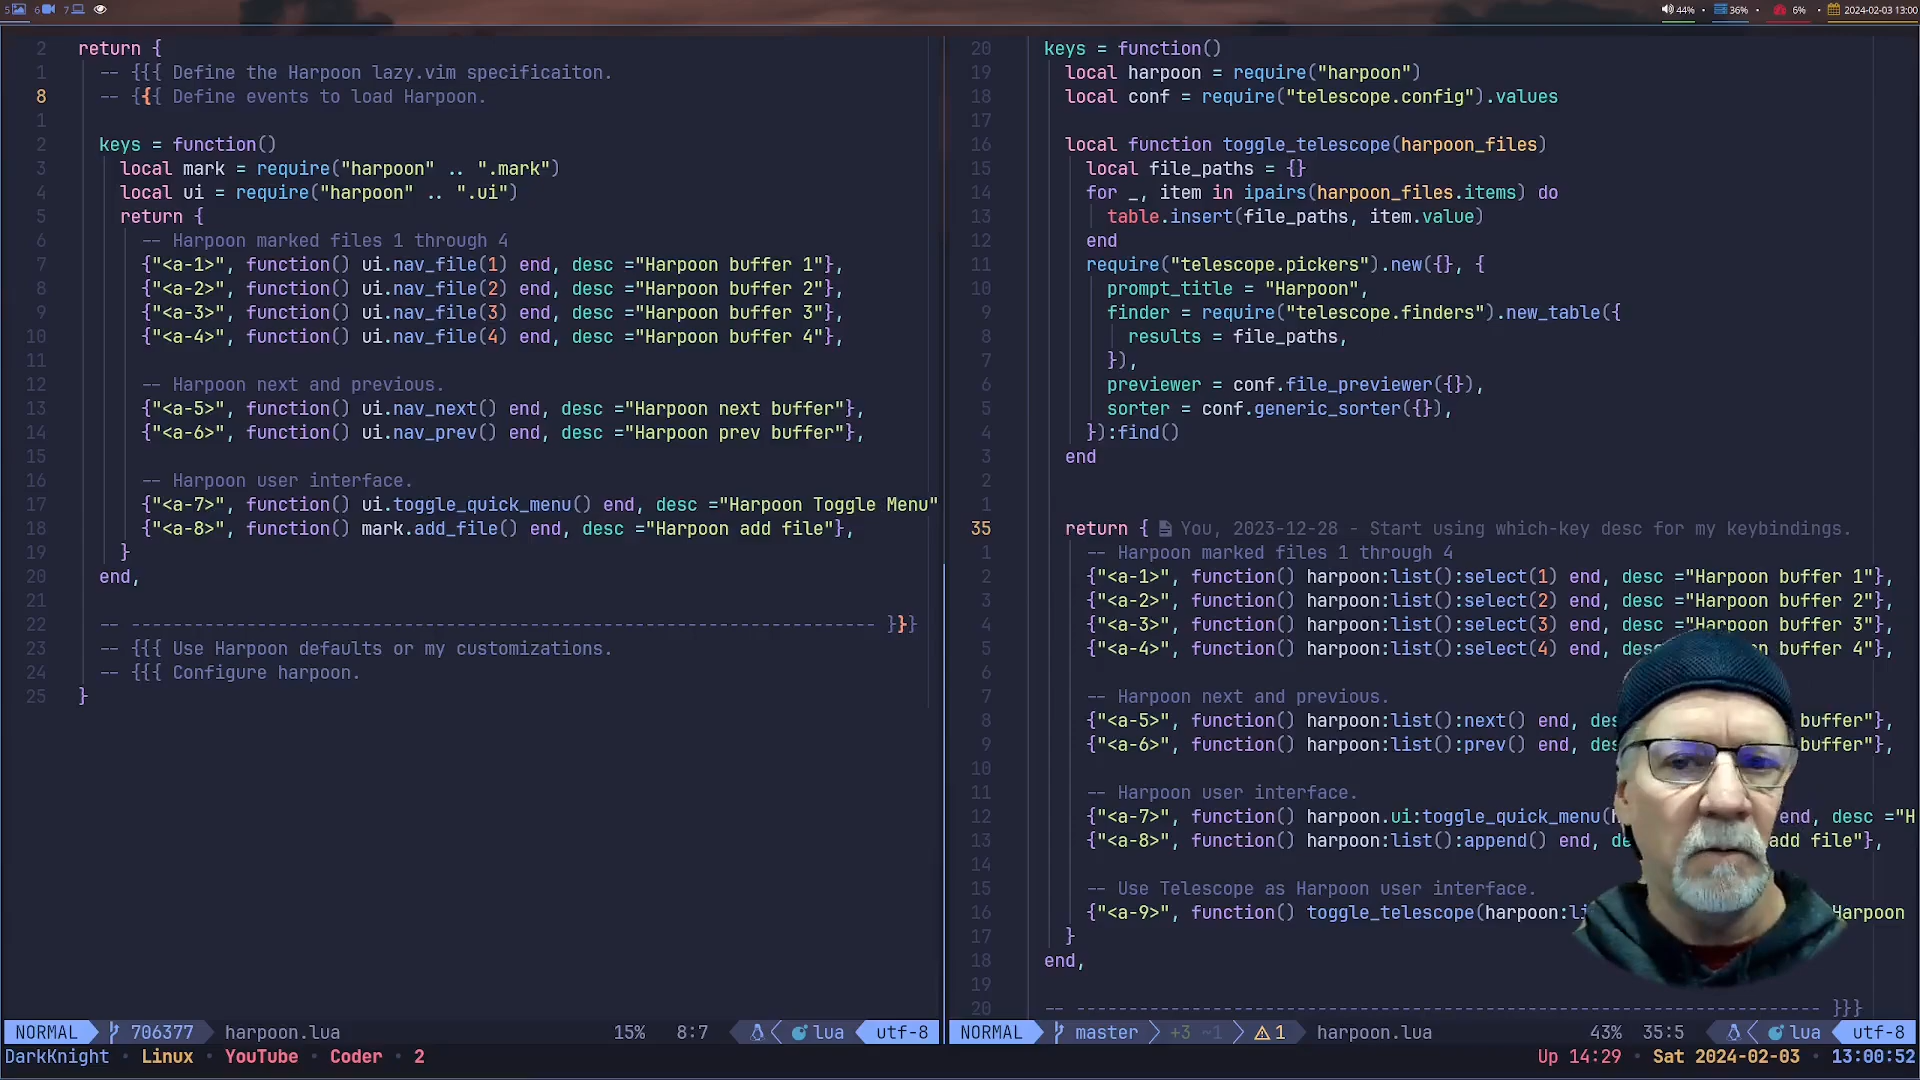 5 6 7 44% · 36% · 6% · 2024-02-03 13:00
2 return {
1 -- {{{ Define the Harpoon lazy.vim specificaiton.
8 -- {{{ Define events to load Harpoon.
1
2 keys = function()
3 local mark = require("harpoon" .. ".mark")
4 local ui = require("harpoon" .. ".ui")
5 return {
6 -- Harpoon marked files 1 through 4
7 {"<a-1>", function() ui.nav_file(1) end, desc ="Harpoon buffer 1"},
8 {"<a-2>", function() ui.nav_file(2) end, desc ="Harpoon buffer 2"},
9 {"<a-3>", function() ui.nav_file(3) end, desc ="Harpoon buffer 3"},
10 {"<a-4>", function() ui.nav_file(4) end, desc ="Harpoon buffer 4"},
11
12 -- Harpoon next and previous.
13 {"<a-5>", function() ui.nav_next() end, desc ="Harpoon next buffer"},
14 {"<a-6>", function() ui.nav_prev() end, desc ="Harpoon prev buffer"},
15
16 -- Harpoon user interface.
17 {"<a-7>", function() ui.toggle_quick_menu() end, desc ="Harpoon Toggle Menu"
18 {"<a-8>", function() mark.add_file() end, desc ="Harpoon add file"},
19 }
20 end,
21
22 -- ----------------------------------------------------------------------- }}}
23 -- {{{ Use Harpoon defaults or my customizations.
24 -- {{{ Configure harpoon.
25 }
NORMAL 706377 harpoon.lua 15% 8:7 lua utf-8
20 keys = function()
19 local harpoon = require("harpoon")
18 local conf = require("telescope.config").values
17
16 local function toggle_telescope(harpoon_files)
15 local file_paths = {}
14 for _, item in ipairs(harpoon_files.items) do
13 table.insert(file_paths, item.value)
12 end
11 require("telescope.pickers").new({}, {
10 prompt_title = "Harpoon",
9 finder = require("telescope.finders").new_table({
8 results = file_paths,
7 }),
6 previewer = conf.file_previewer({}),
5 sorter = conf.generic_sorter({}),
4 }):find()
3 end
2
1
35 return { You, 2023-12-28 - Start using which-key desc for my keybindings.
1 -- Harpoon marked files 1 through 4
2 {"<a-1>", function() harpoon:list():select(1) end, desc ="Harpoon buffer 1"},
3 {"<a-2>", function() harpoon:list():select(2) end, desc ="Harpoon buffer 2"},
4 {"<a-3>", function() harpoon:list():select(3) end, desc ="Harpoon buffer 3"},
5 {"<a-4>", function() harpoon:list():select(4) end, buffer 4"},
6
7 -- Harpoon next and previous.
8 {"<a-5>", function() harpoon:list():next() end, buffer"},
9 {"<a-6>", function() harpoon:list():prev() end, buffer"},
10
11 -- Harpoon user interface.
12 {"<a-7>", function() harpoon.ui:toggle_quick_menu( end, desc ="H
13 {"<a-8>", function() harpoon:list():append() end, add file"},
14
15 -- Use Telescope as Harpoon user interface.
16 {"<a-9>", function() toggle_telescope(harpoon:li Harpoon
17 }
18 end,
19
20 -- ----------------------------------------------------------------------- }}}
NORMAL master +3 ~1 1 harpoon.lua 43% 35:5 lua utf-8
DarkKnight · Linux · YouTube · Coder · 2 Up 14:29 · Sat 2024-02-03 · 13:00:52